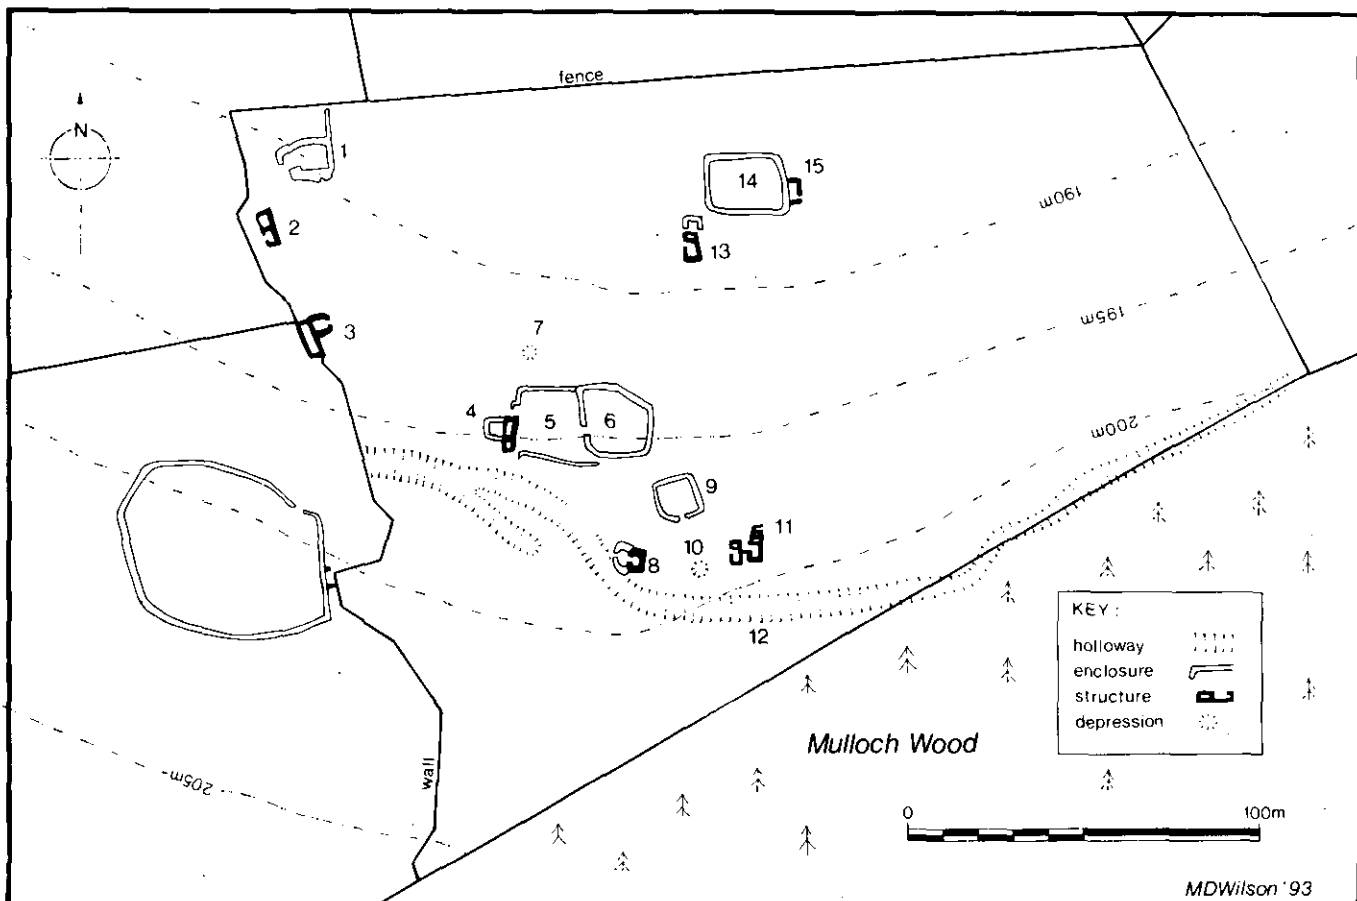 fence
N
1
14
15
190m
2
13
195m
3
7
4
5
6
200m
9
10
11
8
12
KEY :
holloway
enclosure
structure
depression
Mulloch Wood
wall
205m
0
100m
MDWilson '93